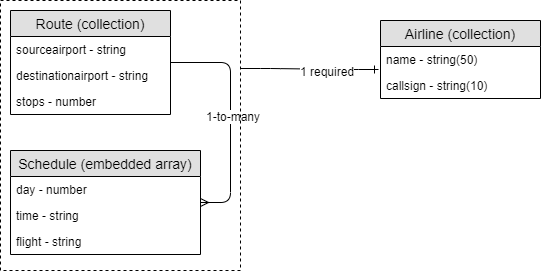 Route (collection)
sourceairport - string
destinationairport - string
stops - number
Airline (collection)
name - string(50)
callsign - string(10)
1 required
1-to-many
Schedule (embedded array)
day - number
time - string
flight - string